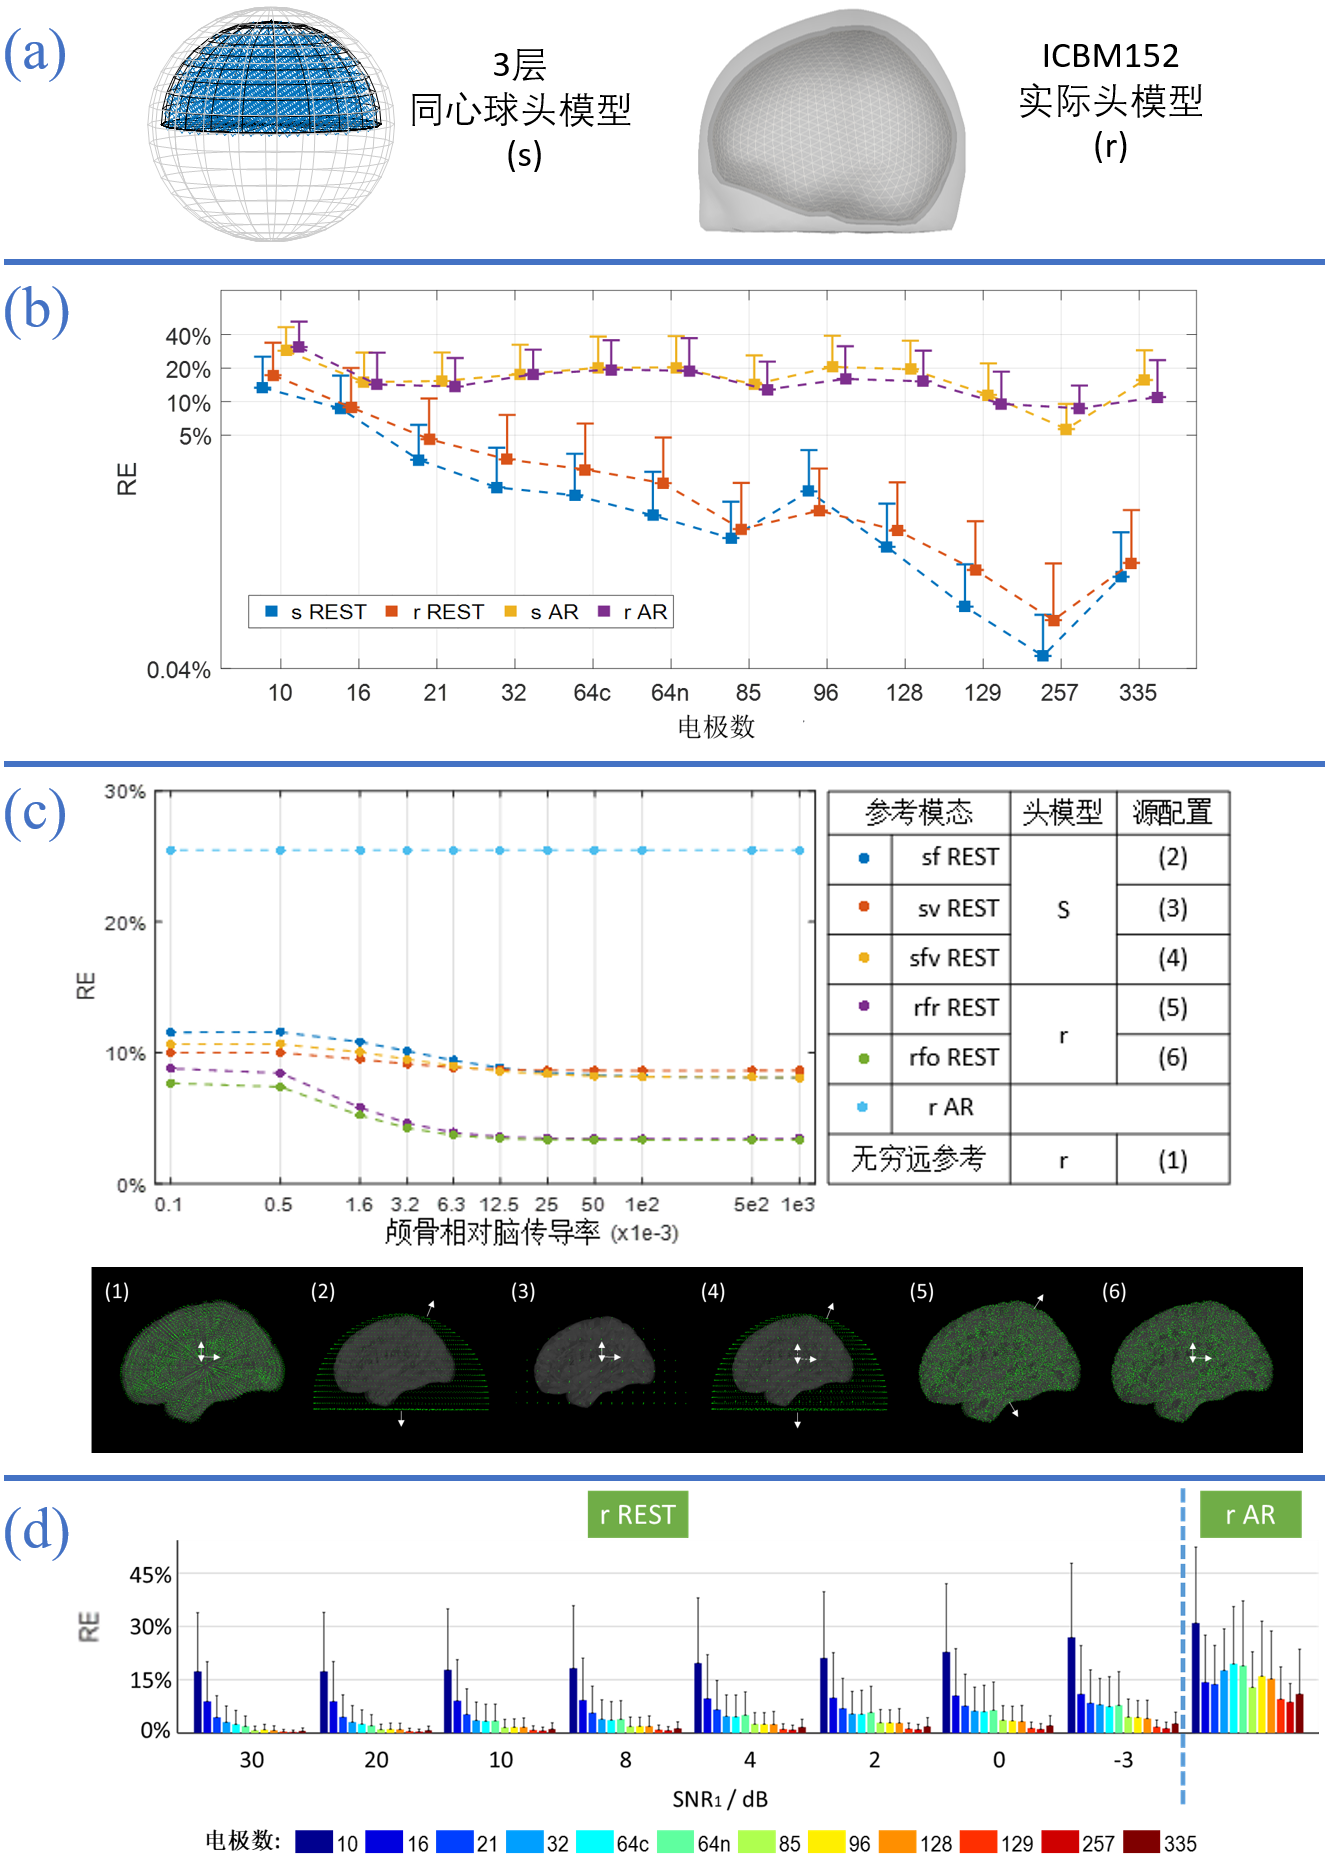 (a)
3层
同心球头模型
(s)
ICBM152
实际头模型
(r)
(b)
40%
20%
10%
5%
0.04%
RE
s REST r REST s AR r AR
10 16 21 32 64c 64n 85 96 128 129 257 335
电极数
(c)
30%
20%
10%
0%
RE
0.1 0.5 1.6 3.2 6.3 12.5 25 50 1e2 5e2 1e3
颅骨相对脑传导率 (x1e-3)
参考模态 头模型 源配置
sf REST (2)
sv REST S (3)
sfv REST (4)
rfr REST (5)
r
rfo REST (6)
r AR
无穷远参考 r (1)
(1) (2) (3) (4) (5) (6)
(d)
r REST r AR
45%
30%
15%
0%
RE
30 20 10 8 4 2 0 -3
SNR1 / dB
电极数: 10 16 21 32 64c 64n 85 96 128 129 257 335